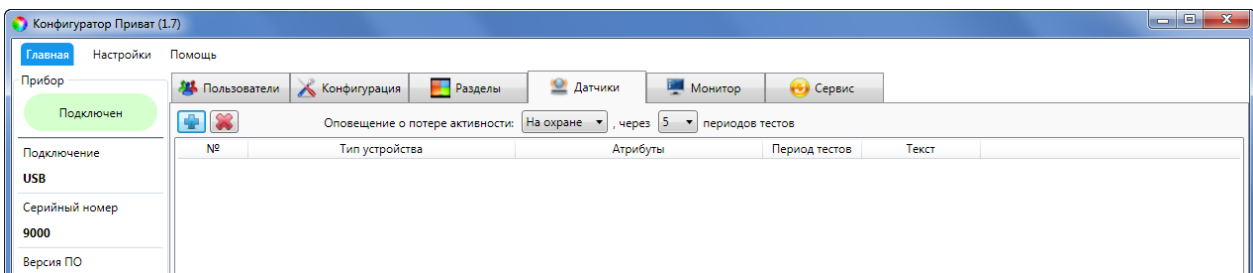 Конфигуратор Приват (1.7)
Главная Настройки Помощь
Прибор
Подключен
Подключение
USB
Серийный номер
9000
Версия ПО
Пользователи Конфигурация Разделы Датчики Монитор Сервис
Оповещение о потере активности: На охране , через 5 периодов тестов
№ Тип устройства Атрибуты Период тестов Текст